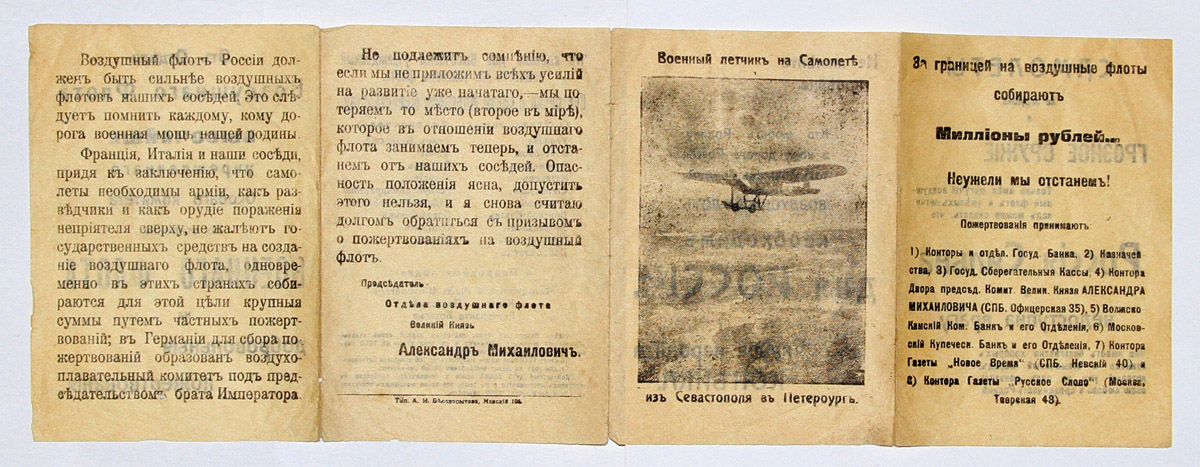 Воздушный флотъ Россіи дол-
женъ быть сильнѣе воздушныхъ
флотовъ нашихъ сосѣдей. Это слѣ-
дуетъ помнить каждому, кому до-
рога военная мощь нашей родины.
Франція, Италія и наши сосѣди,
придя къ заключенію, что само-
леты необходимы арміи, какъ раз-
вѣдчики и какъ орудіе пораженія
непріятеля сверху, не жалѣютъ го-
сударственныхъ средствъ на созда-
ніе воздушнаго флота, одновре-
менно въ этихъ странахъ соби-
раются для этой цѣли крупныя
суммы путемъ частныхъ пожерт-
вованій; въ Германіи для сбора по-
жертвованій образованъ воздухо-
плавательный комитетъ подъ пред-
сѣдательствомъ брата Императора.
Не подлежитъ сомнѣнію, что
если мы не приложимъ всѣхъ усилій
на развитіе уже начатаго,—мы по-
теряемъ то мѣсто (второе въ мірѣ),
которое въ отношеніи воздушнаго
флота занимаемъ теперь, и отста-
немъ отъ нашихъ сосѣдей. Опас-
ность положенія ясна, допустить
этого нельзя, и я снова считаю
долгомъ обратиться съ призывомъ
о пожертвованіяхъ на воздушный
флотъ.
Предсѣдатель
Отдѣла воздушнаго флота
Великій Князь
Александръ Михаиловичъ.
Тип. А. И.
Военный летчикъ на Самолетѣ.
изъ Севастополя въ Петербургъ.
За границей на воздушные флоты
собираютъ
Милліоны рублей...
Неужели мы отстанемъ!
Пожертвованія принимаютъ:
1) Конторы и отдѣл. Госуд Банка, 2) Казначей
ства, 3) Госуд. Сберегательныя Кассы, 4) Контора
Двора предсѣд. Комит. Велик. Князя АЛЕКСАНДРА
МИХАИЛОВИЧА (СПБ. Офицерская 35), 5) Волжско
Камскій Ком. Банкъ и его Отдѣленія, 6) Москов-
скій Купечески. Банкъ и его Отдѣленія, 7) Контора
Газеты „Новое Время" (СПБ. Невскій 40) и
8) Контора Газеты „Русское Слово" (Москва,
Тверская 48).